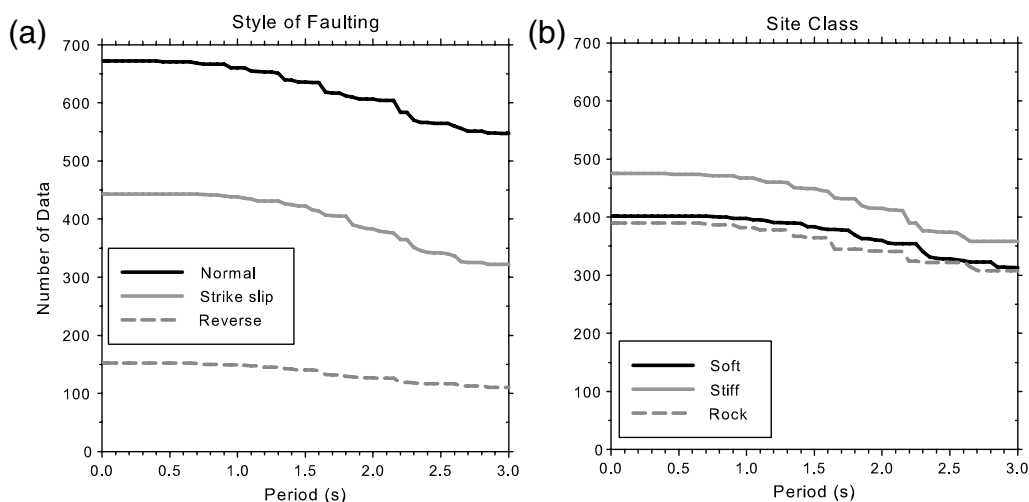 (a)
Style of Faulting
700
600
500
400
300
200
100
0
Number of Data
Normal
Strike slip
Reverse
0.0 0.5 1.0 1.5 2.0 2.5 3.0
Period (s)
(b)
Site Class
700
600
500
400
300
200
100
0
Soft
Stiff
Rock
0.0 0.5 1.0 1.5 2.0 2.5 3.0
Period (s)